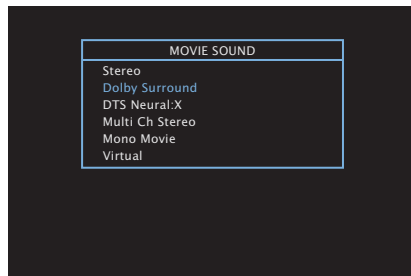 MOVIE SOUND
Stereo
Dolby Surround
DTS Neural:X
Multi Ch Stereo
Mono Movie
Virtual